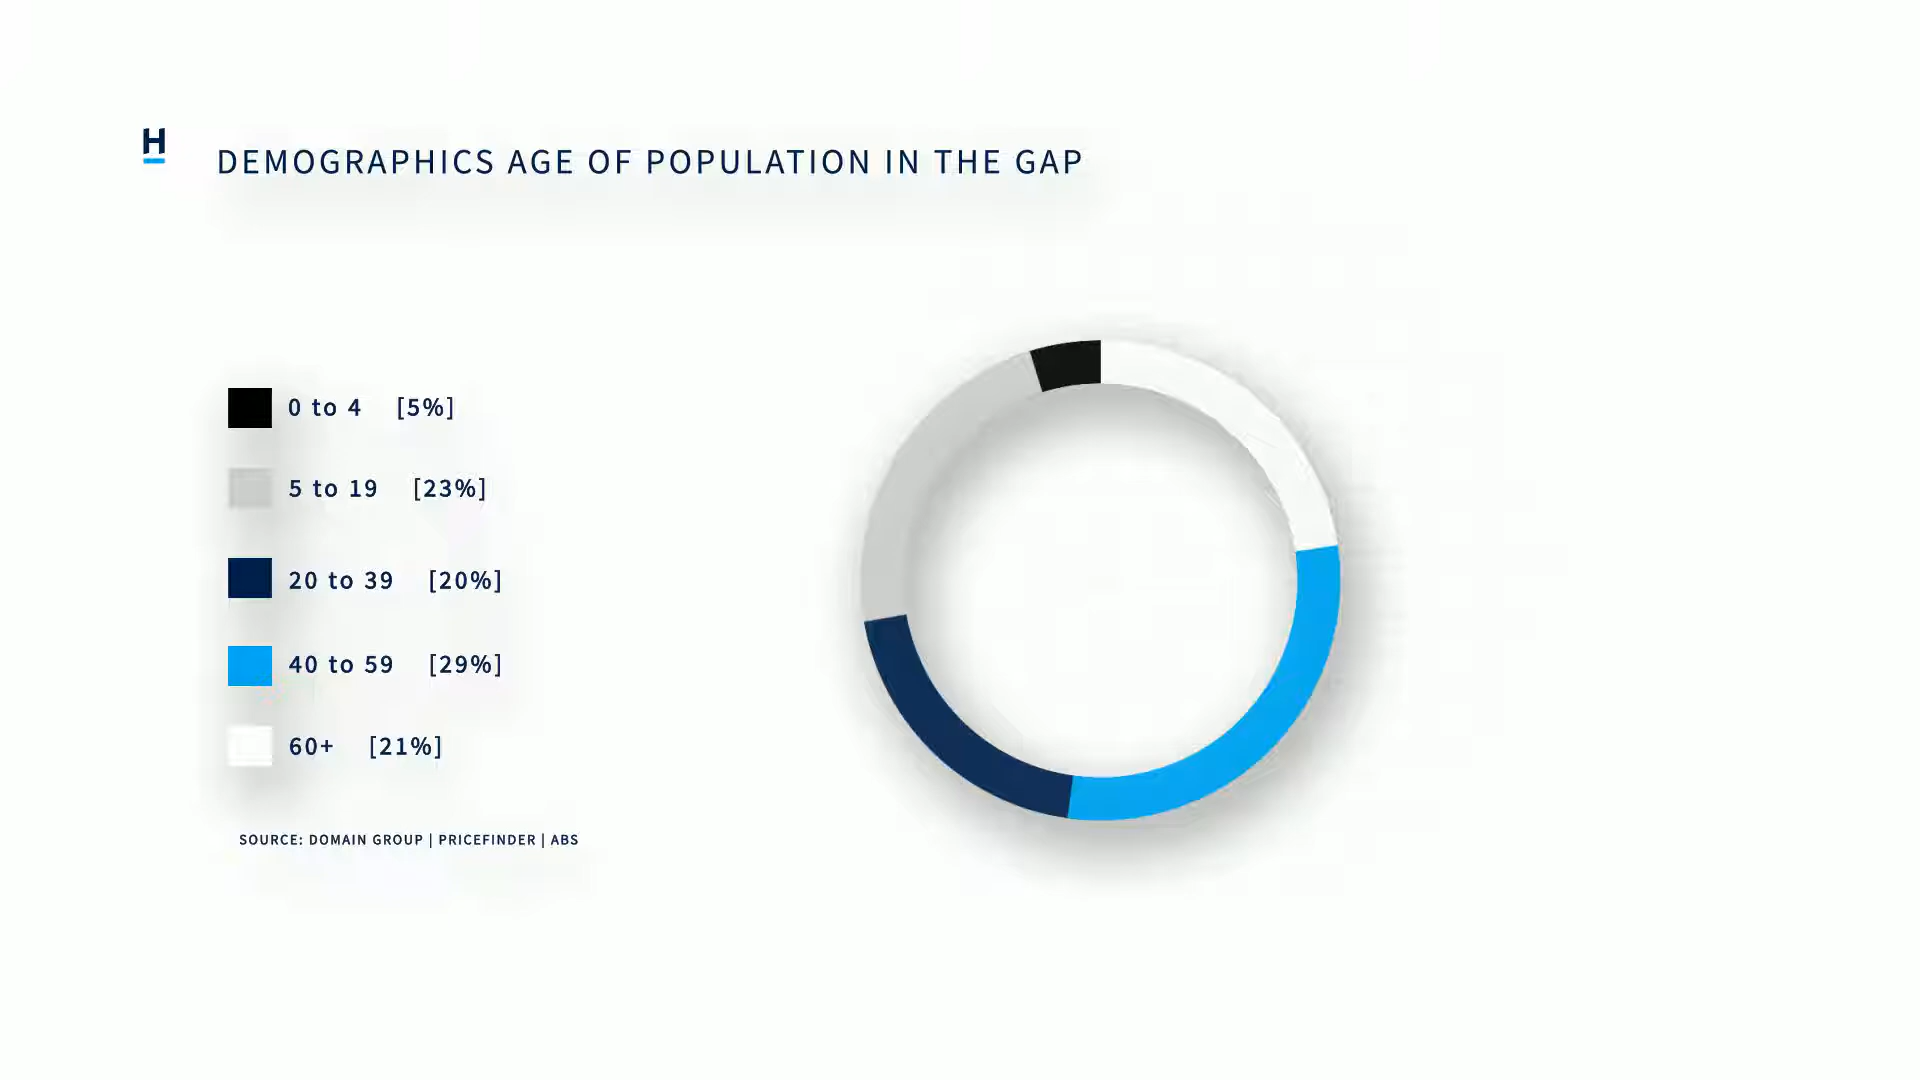 H
DEMOGRAPHICS AGE OF POPULATION IN THE GAP
0 to 4 [5%]
5 to 19 [23%]
20 to 39 [20%]
40 to 59 [29%]
60+ [21%]
SOURCE: DOMAIN GROUP | PRICEFINDER | ABS